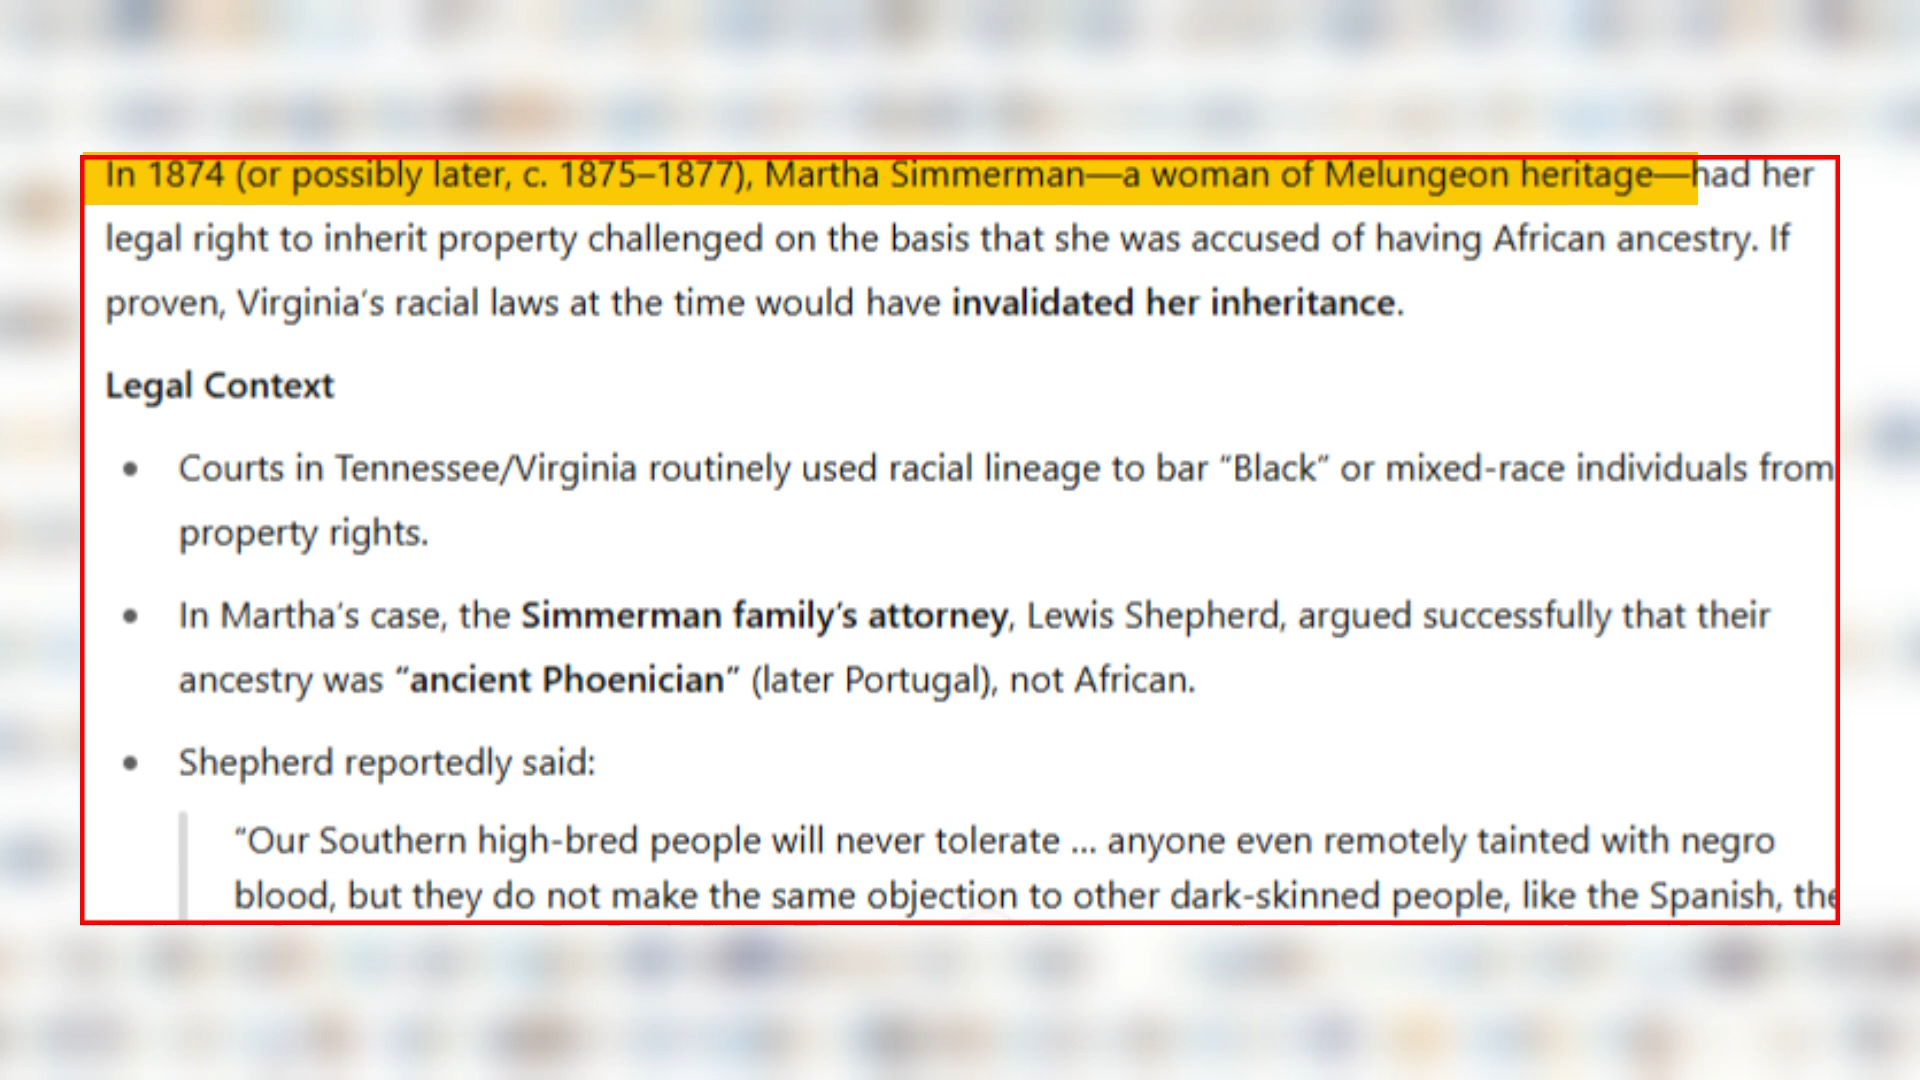 In 1874 (or possibly later, c. 1875–1877), Martha Simmerman—a woman of Melungeon heritage—had her
legal right to inherit property challenged on the basis that she was accused of having African ancestry. If
proven, Virginia’s racial laws at the time would have invalidated her inheritance.
Legal Context
• Courts in Tennessee/Virginia routinely used racial lineage to bar “Black” or mixed-race individuals from
property rights.
• In Martha’s case, the Simmerman family’s attorney, Lewis Shepherd, argued successfully that their
ancestry was “ancient Phoenician” (later Portugal), not African.
• Shepherd reportedly said:
“Our Southern high-bred people will never tolerate ... anyone even remotely tainted with negro
blood, but they do not make the same objection to other dark-skinned people, like the Spanish, the